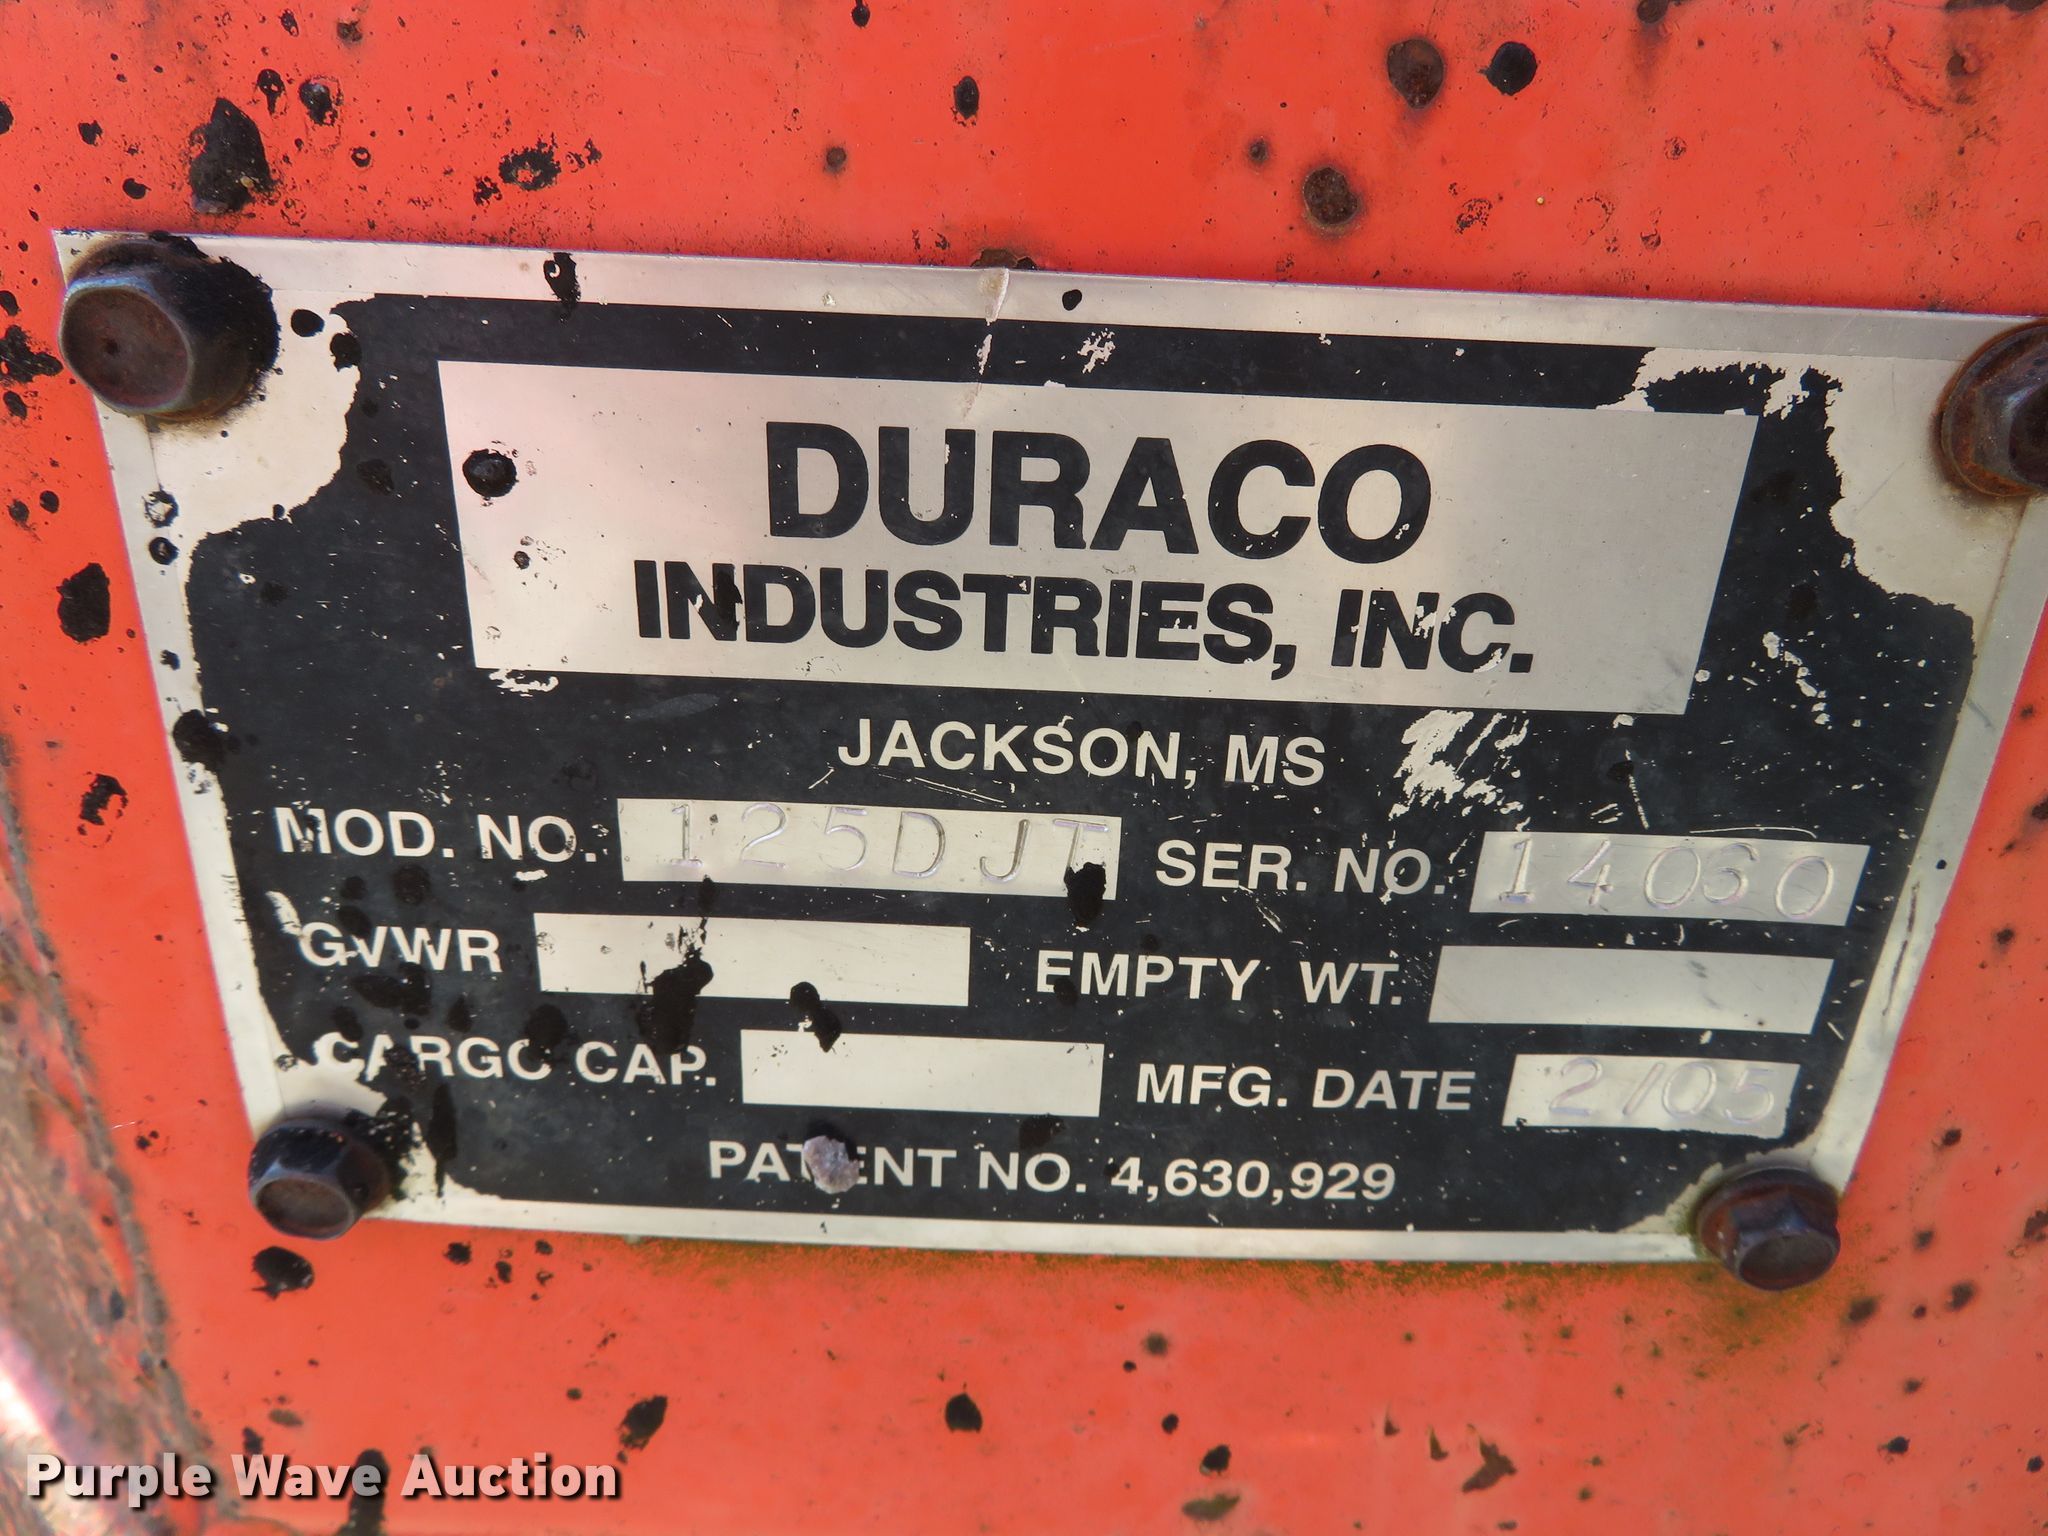 DURACO
INDUSTRIES, INC.
JACKSON, MS
MOD. NO. 125DJT SER. NO. 14060
GVWR EMPTY WT.
CARGO CAP. MFG. DATE 2/05
PATENT NO. 4,630,929
Purple Wave Auction